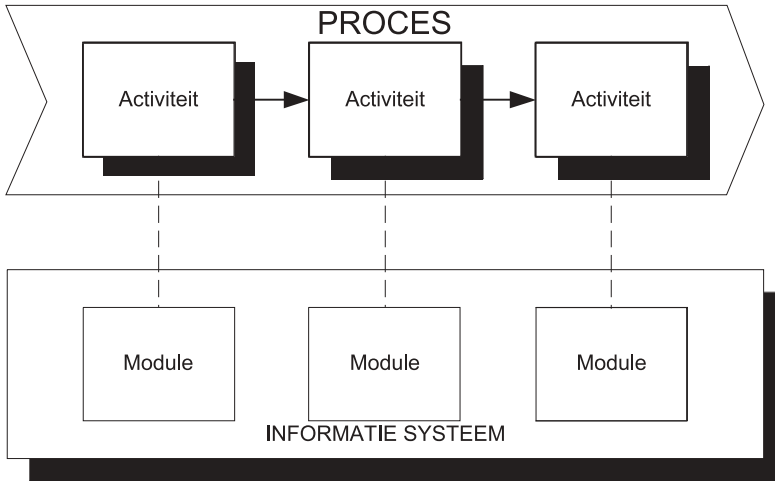 PROCES
Activiteit
Activiteit
Activiteit
Module
Module
Module
INFORMATIE SYSTEEM